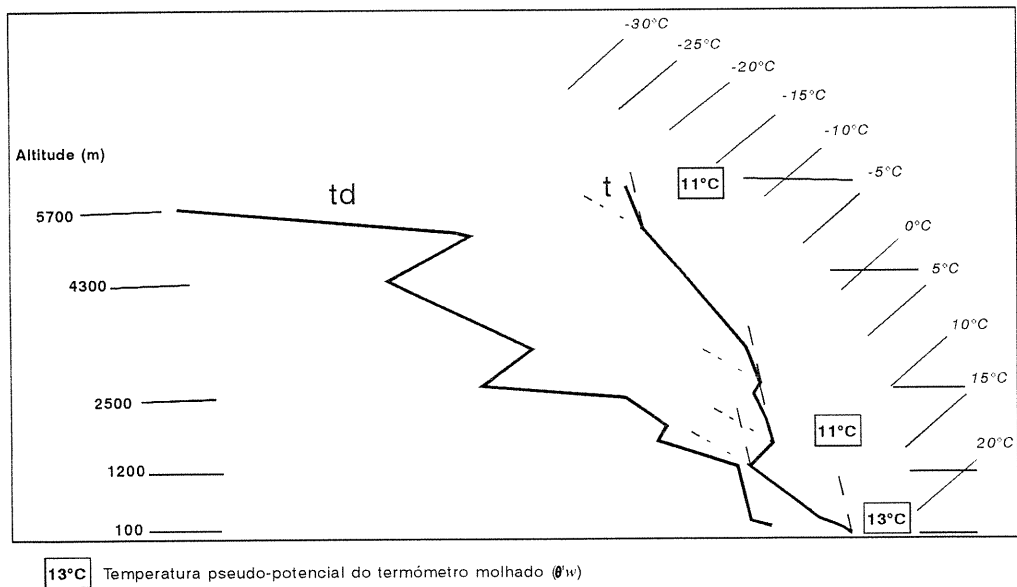 -30°C
-25°C
-20°C
-15°C
-10°C
-5°C
0°C
5°C
10°C
15°C
20°C
Altitude (m)
5700
4300
2500
1200
100
td
t
11°C
11°C
13°C
13°C Temperatura pseudo-potencial do termómetro molhado (θ'w)